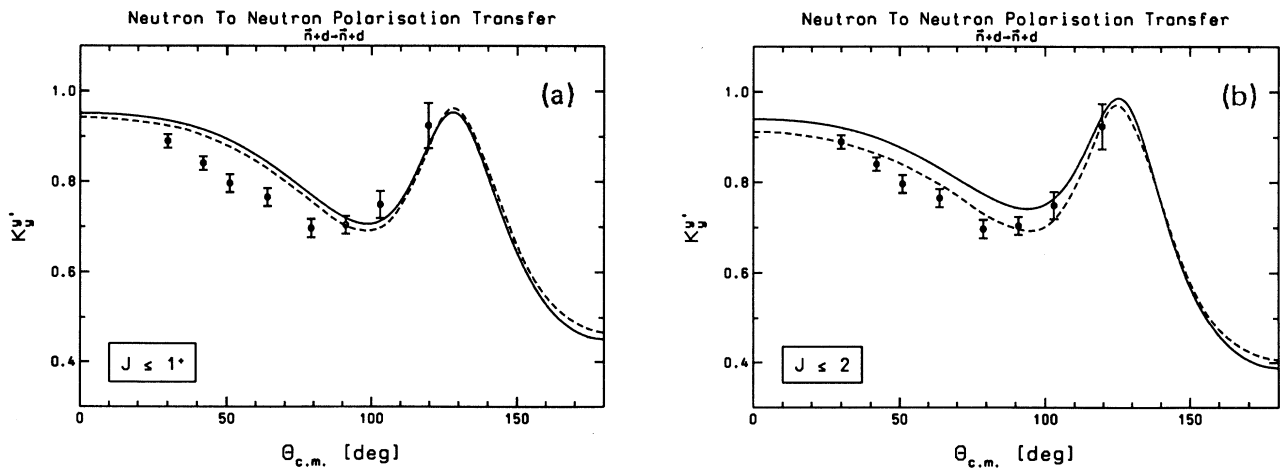 Neutron To Neutron Polarisation Transfer
n⃗+d→n⃗+d
(a)
1.0
0.8
0.6
0.4
K_y^y'
J ≤ 1⁺
0 50 100 150
Θc.m. [deg]
Neutron To Neutron Polarisation Transfer
n⃗+d→n⃗+d
(b)
1.0
0.8
0.6
0.4
K_y^y'
J ≤ 2
0 50 100 150
Θc.m. [deg]